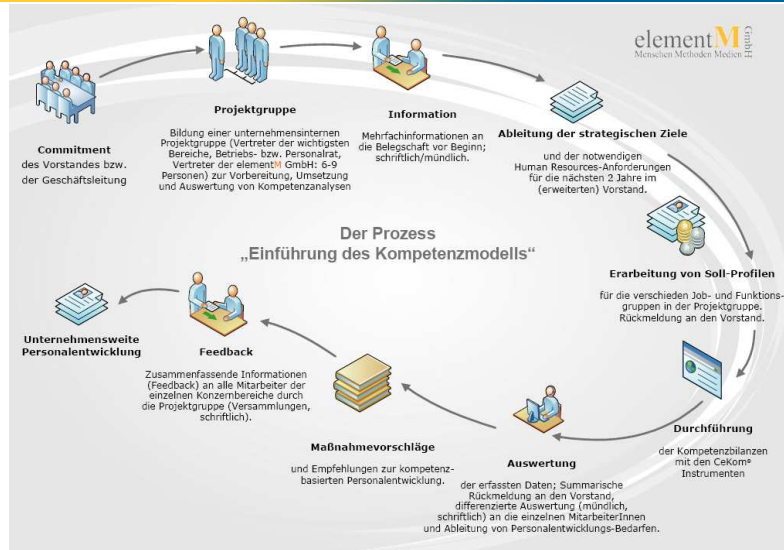 elementM GmbH
Menschen Methoden Medien
Commitment
des Vorstandes bzw.
der Geschäftsleitung
Projektgruppe
Bildung einer unternehmensinternen
Projektgruppe (Vertreter der wichtigsten
Bereiche, Betriebs- bzw. Personalrat,
Vertreter der elementM GmbH: 6-9
Personen) zur Vorbereitung, Umsetzung
und Auswertung von Kompetenzanalysen
Information
Mehrfachinformationen an
die Belegschaft vor Beginn;
schriftlich/mündlich.
Ableitung der strategischen Ziele
und der notwendigen
Human Resources-Anforderungen
für die nächsten 2 Jahre im
(erweiterten) Vorstand.
Der Prozess
„Einführung des Kompetenzmodells“
Erarbeitung von Soll-Profilen
für die verschieden Job- und Funktions-
gruppen in der Projektgruppe.
Rückmeldung an den Vorstand.
Durchführung
der Kompetenzbilanzen
mit den CeKom®
Instrumenten
Auswertung
der erfassten Daten; Summarische
Rückmeldung an den Vorstand,
differenzierte Auswertung (mündlich,
schriftlich) an die einzelnen MitarbeiterInnen
und Ableitung von Personalentwicklungs-Bedarfen.
Maßnahmevorschläge
und Empfehlungen zur kompetenz-
basierten Personalentwicklung.
Feedback
Zusammenfassende Informationen
(Feedback) an alle Mitarbeiter der
einzelnen Konzernbereiche durch
die Projektgruppe (Versammlungen,
schriftlich).
Unternehmensweite
Personalentwicklung